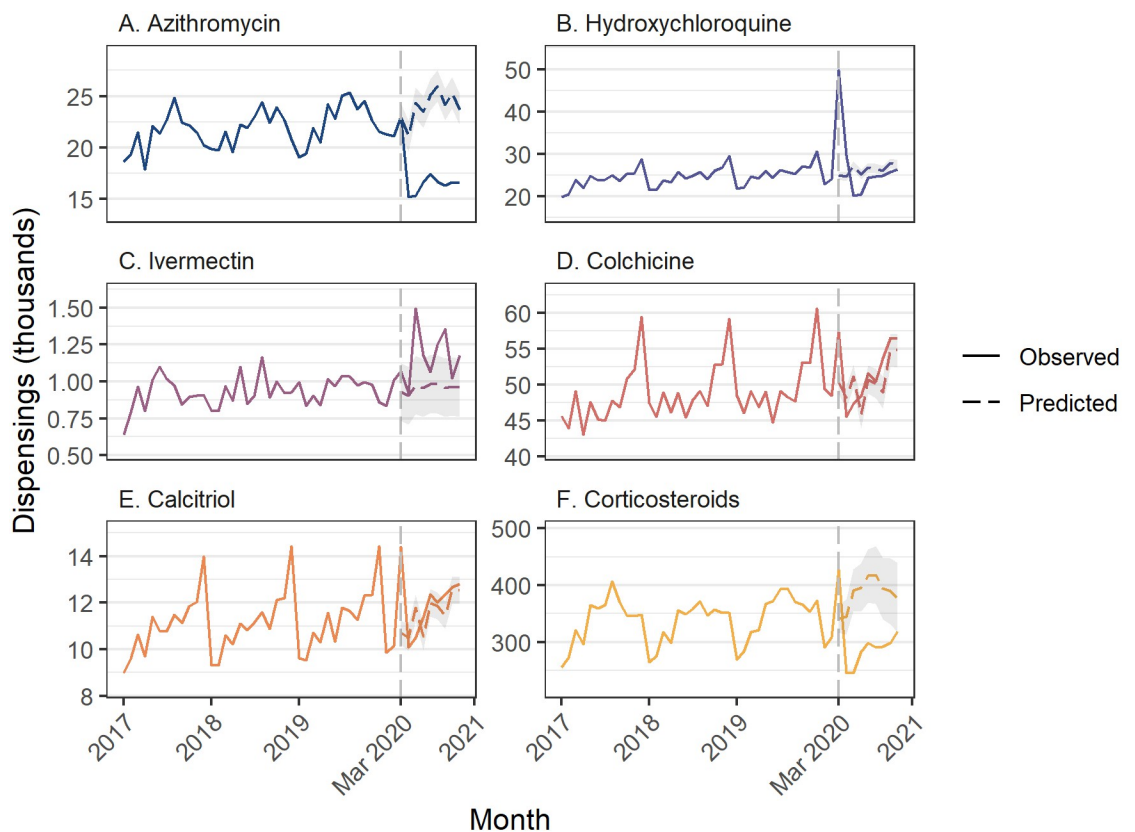 A. Azithromycin
B. Hydroxychloroquine
25
20
15
50
40
30
20
C. Ivermectin
D. Colchicine
1.50
1.25
1.00
0.75
0.50
60
55
50
45
40
Observed
Predicted
E. Calcitriol
F. Corticosteroids
14
12
10
8
500
400
300
2017
2018
2019
Mar 2020
2021
2017
2018
2019
Mar 2020
2021
Dispensings (thousands)
Month